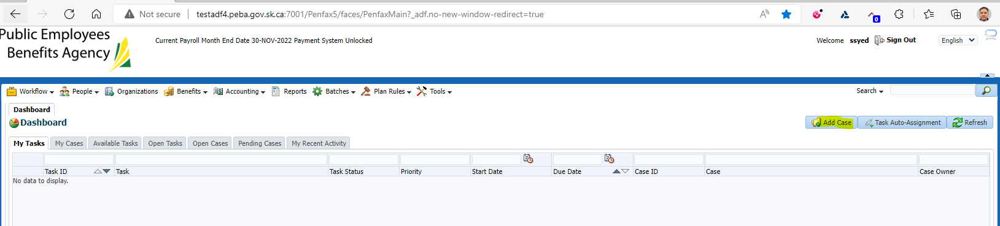 Not secure testadf4.peba.gov.sk.ca:7001/Penfax5/faces/PenfaxMain?_adf.no-new-window-redirect=true A 0
Public Employees
Benefits Agency
Current Payroll Month End Date 30-NOV-2022 Payment System Unlocked
Welcome ssyed Sign Out English
Workflow People Organizations Benefits Accounting Reports Batches Plan Rules Tools Search
Dashboard
Dashboard
Add Case Task Auto-Assignment Refresh
My Tasks My Cases Available Tasks Open Tasks Open Cases Pending Cases My Recent Activity
Task ID Task Task Status Priority Start Date Due Date Case ID Case Case Owner
No data to display.